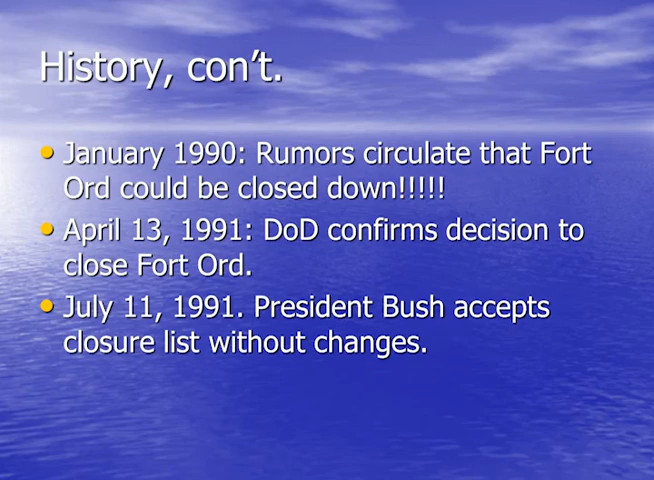 History, con’t.
January 1990: Rumors circulate that Fort
Ord could be closed down!!!!!
April 13, 1991: DoD confirms decision to
close Fort Ord.
July 11, 1991. President Bush accepts
closure list without changes.